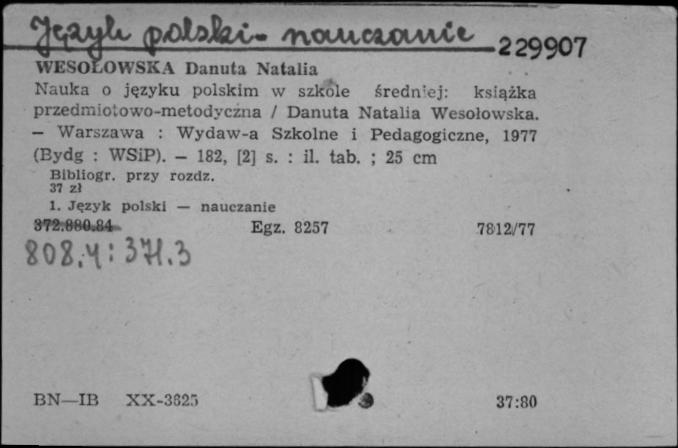 Język polski - nauczanie
229907
WESOŁOWSKA Danuta Natalia
Nauka o języku polskim w szkole średniej: książka
przedmiotowo-metodyczna / Danuta Natalia Wesołowska.
— Warszawa : Wydaw-a Szkolne i Pedagogiczne, 1977
(Bydg : WSiP). — 182, [2] s. : il. tab. ; 25 cm
Bibliogr. przy rozdz.
37 zł
1. Język polski — nauczanie
372.880.84 Egz. 8257 7812/77
808.4:371.3
BN—IB XX-3625 37:80